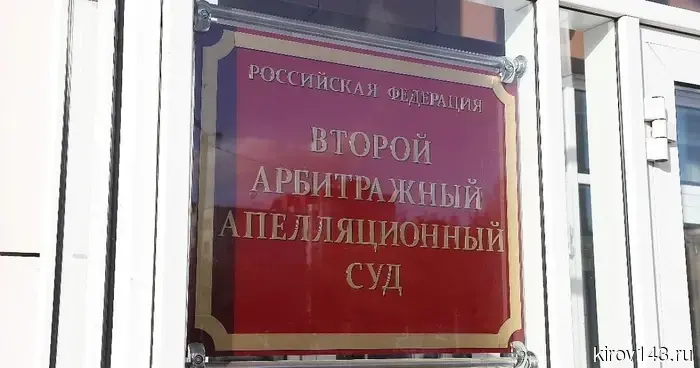 РОССИЙСКАЯ ФЕДЕРАЦИЯ
ВТОРОЙ
АРБИТРАЖНЫЙ
АПЕЛЛЯЦИОННЫЙ
СУД
kirov143.ru